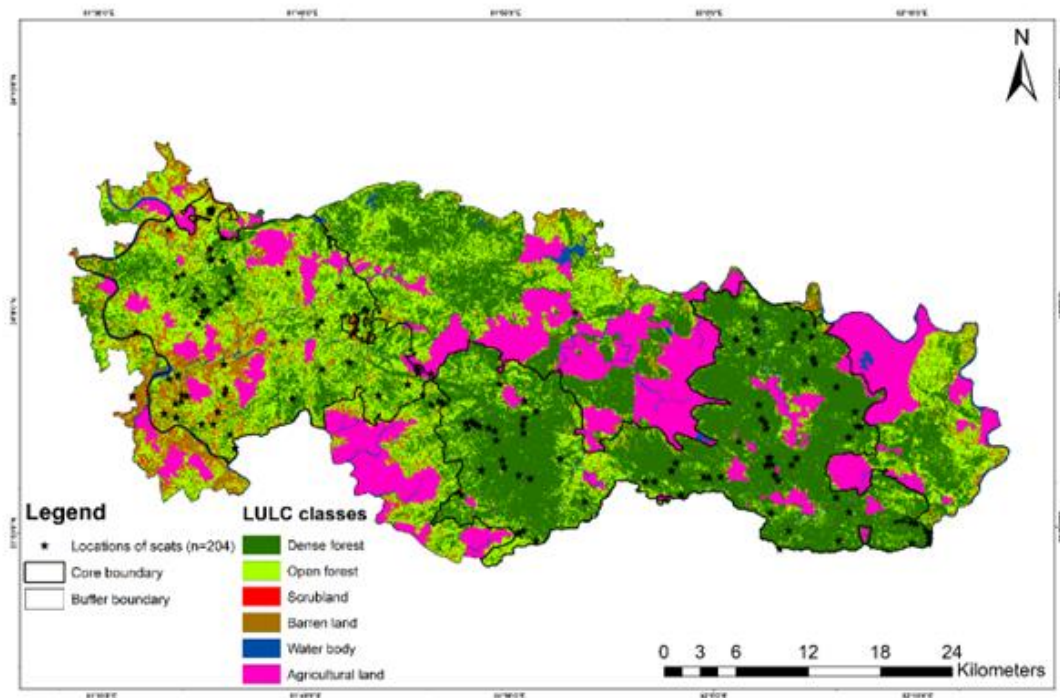 N
Legend
Locations of scats (n=204)
Core boundary
Buffer boundary
LULC classes
Dense forest
Open forest
Scrubland
Barren land
Water body
Agricultural land
0 3 6 12 18 24
Kilometers